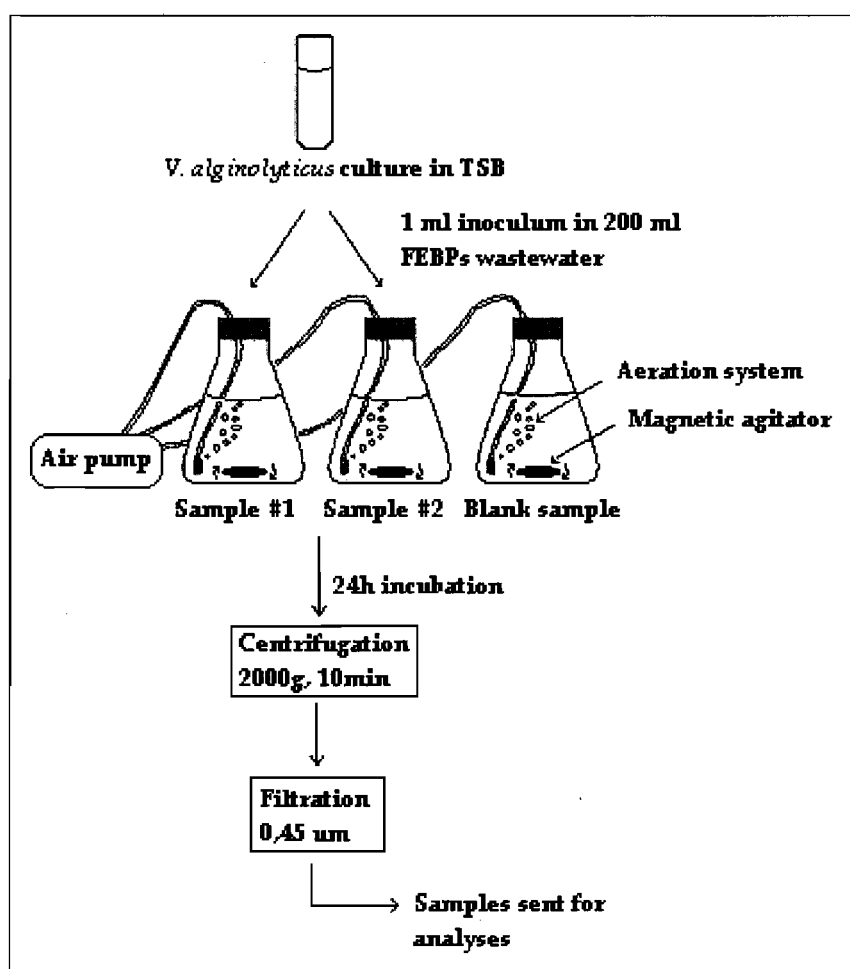 V. alginolyticus culture in TSB
1 ml inoculum in 200 ml
FEBPs wastewater
Aeration system
Magnetic agitator
Air pump
Sample #1
Sample #2
Blank sample
24h incubation
Centrifugation
2000g, 10min
Filtration
0,45 um
Samples sent for
analyses